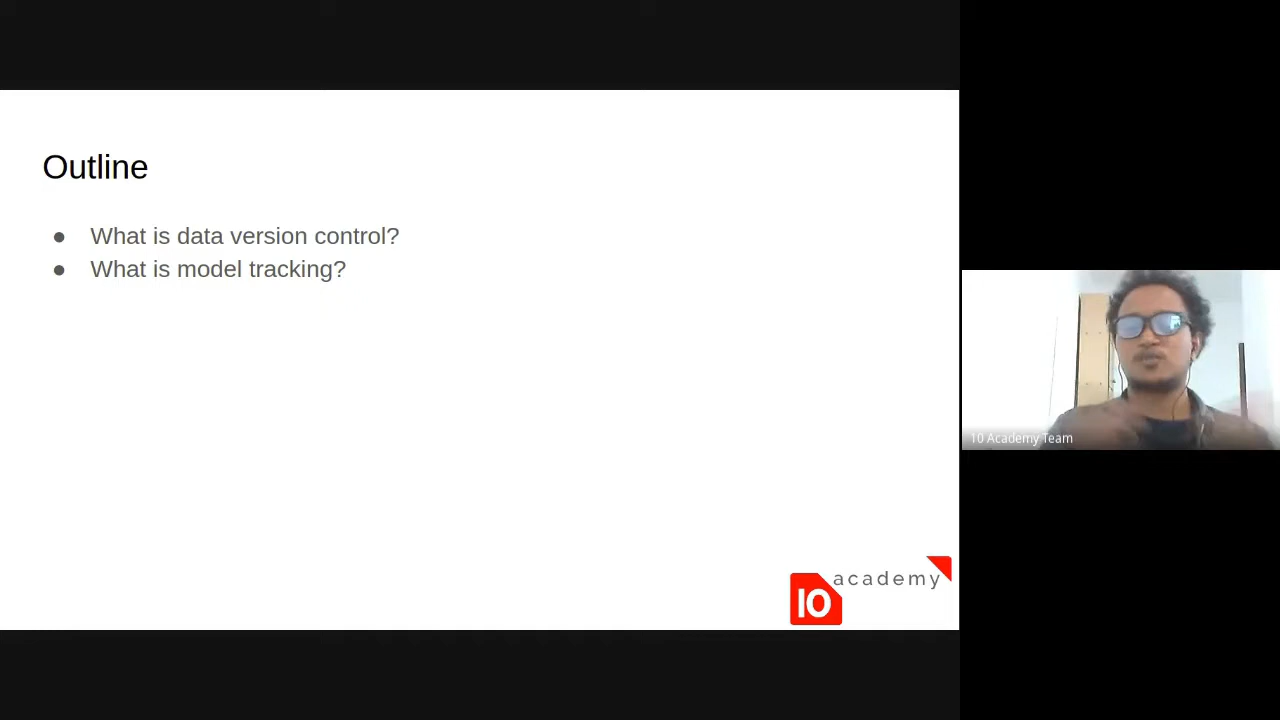 Outline
● What is data version control?
● What is model tracking?
10 academy
10 Academy Team